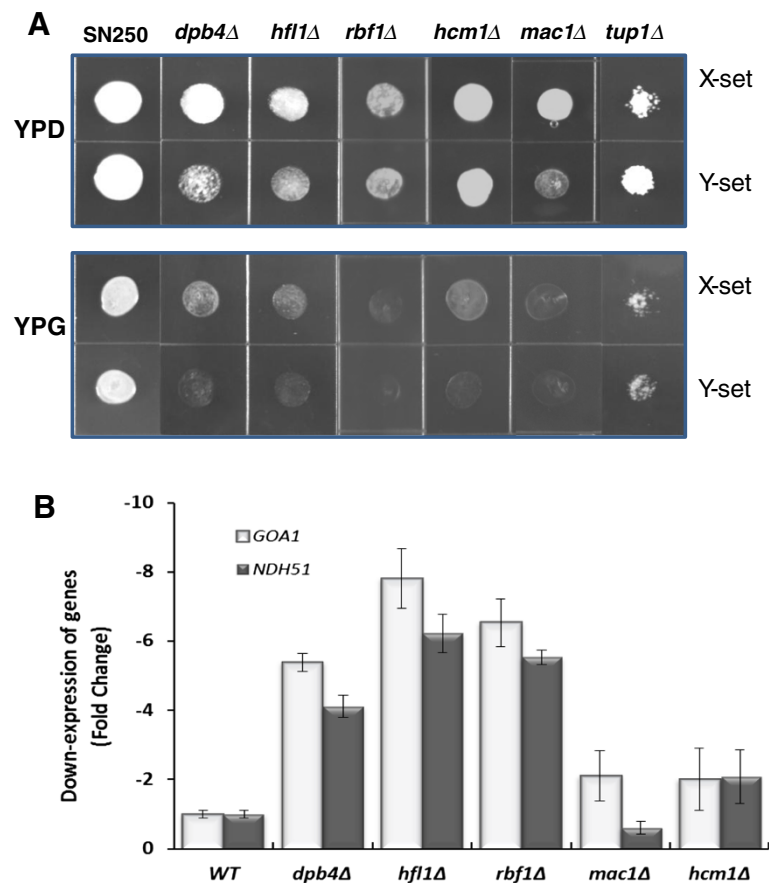 A
SN250 dpb4Δ hfl1Δ rbf1Δ hcm1Δ mac1Δ tup1Δ
YPD
X-set
Y-set
YPG
X-set
Y-set
B
-10
-8
-6
-4
-2
0
Down-expression of genes
(Fold Change)
GOA1
NDH51
WT dpb4Δ hfl1Δ rbf1Δ mac1Δ hcm1Δ